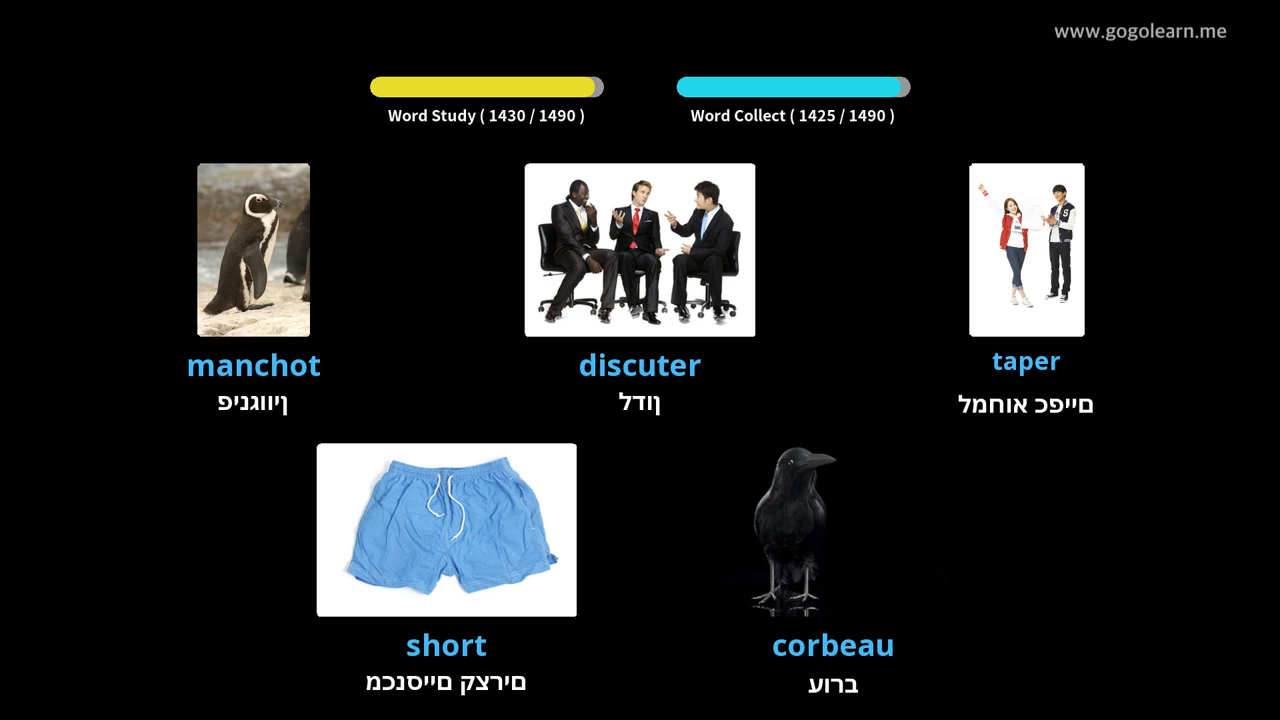 www.gogolearn.me
Word Study ( 1430 / 1490 )
Word Collect ( 1425 / 1490 )
manchot
ןיווגניפ
discuter
ןודל
taper
םייפכ אוחמל
short
םירצק םייסנכמ
corbeau
ברוע